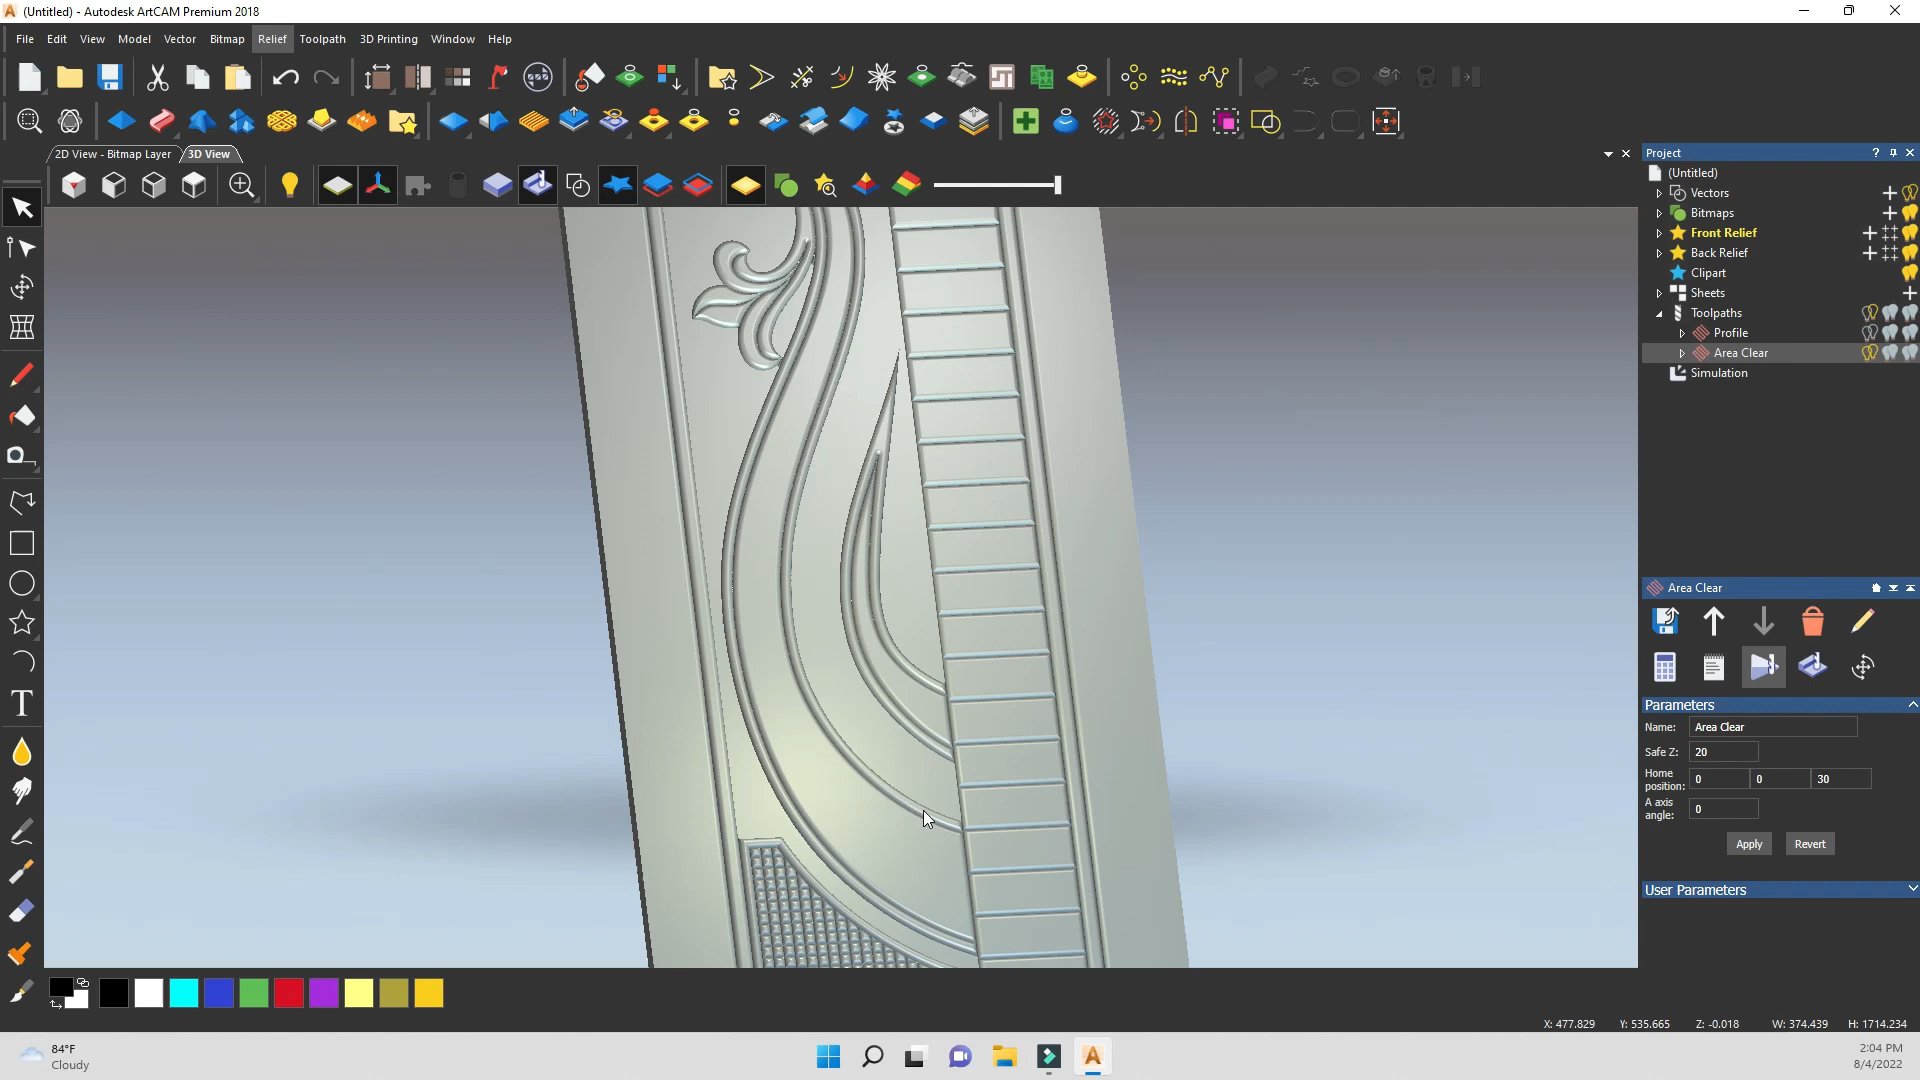 (Untitled) - Autodesk ArtCAM Premium 2018
File Edit View Model Vector Bitmap Relief Toolpath 3D Printing Window Help
2D View - Bitmap Layer 3D View
Project
(Untitled)
Vectors
Bitmaps
Front Relief
Back Relief
Clipart
Sheets
Toolpaths
Profile
Area Clear
Simulation
Area Clear
Parameters
Name: Area Clear
Safe Z: 20
Home position: 0 0 30
A axis angle: 0
Apply Revert
User Parameters
X: 477.829 Y: 535.665 Z: -0.018 W: 374.439 H: 1714.234
84°F
Cloudy
2:04 PM
8/4/2022